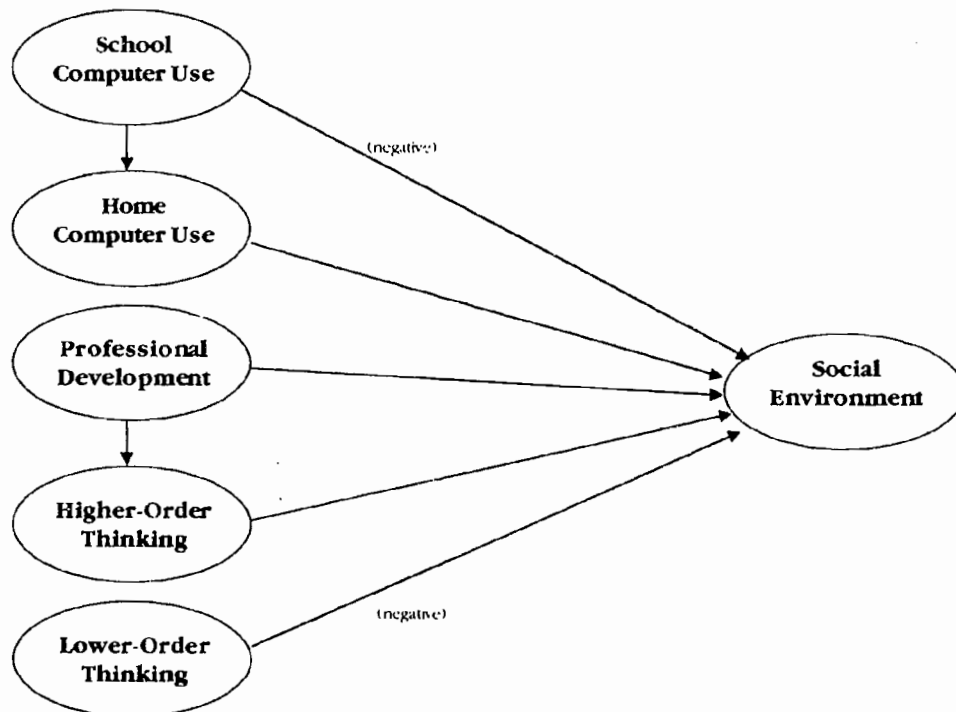 School
Computer Use
(negative)
Home
Computer Use
Professional
Development
Social
Environment
Higher-Order
Thinking
(negative)
Lower-Order
Thinking